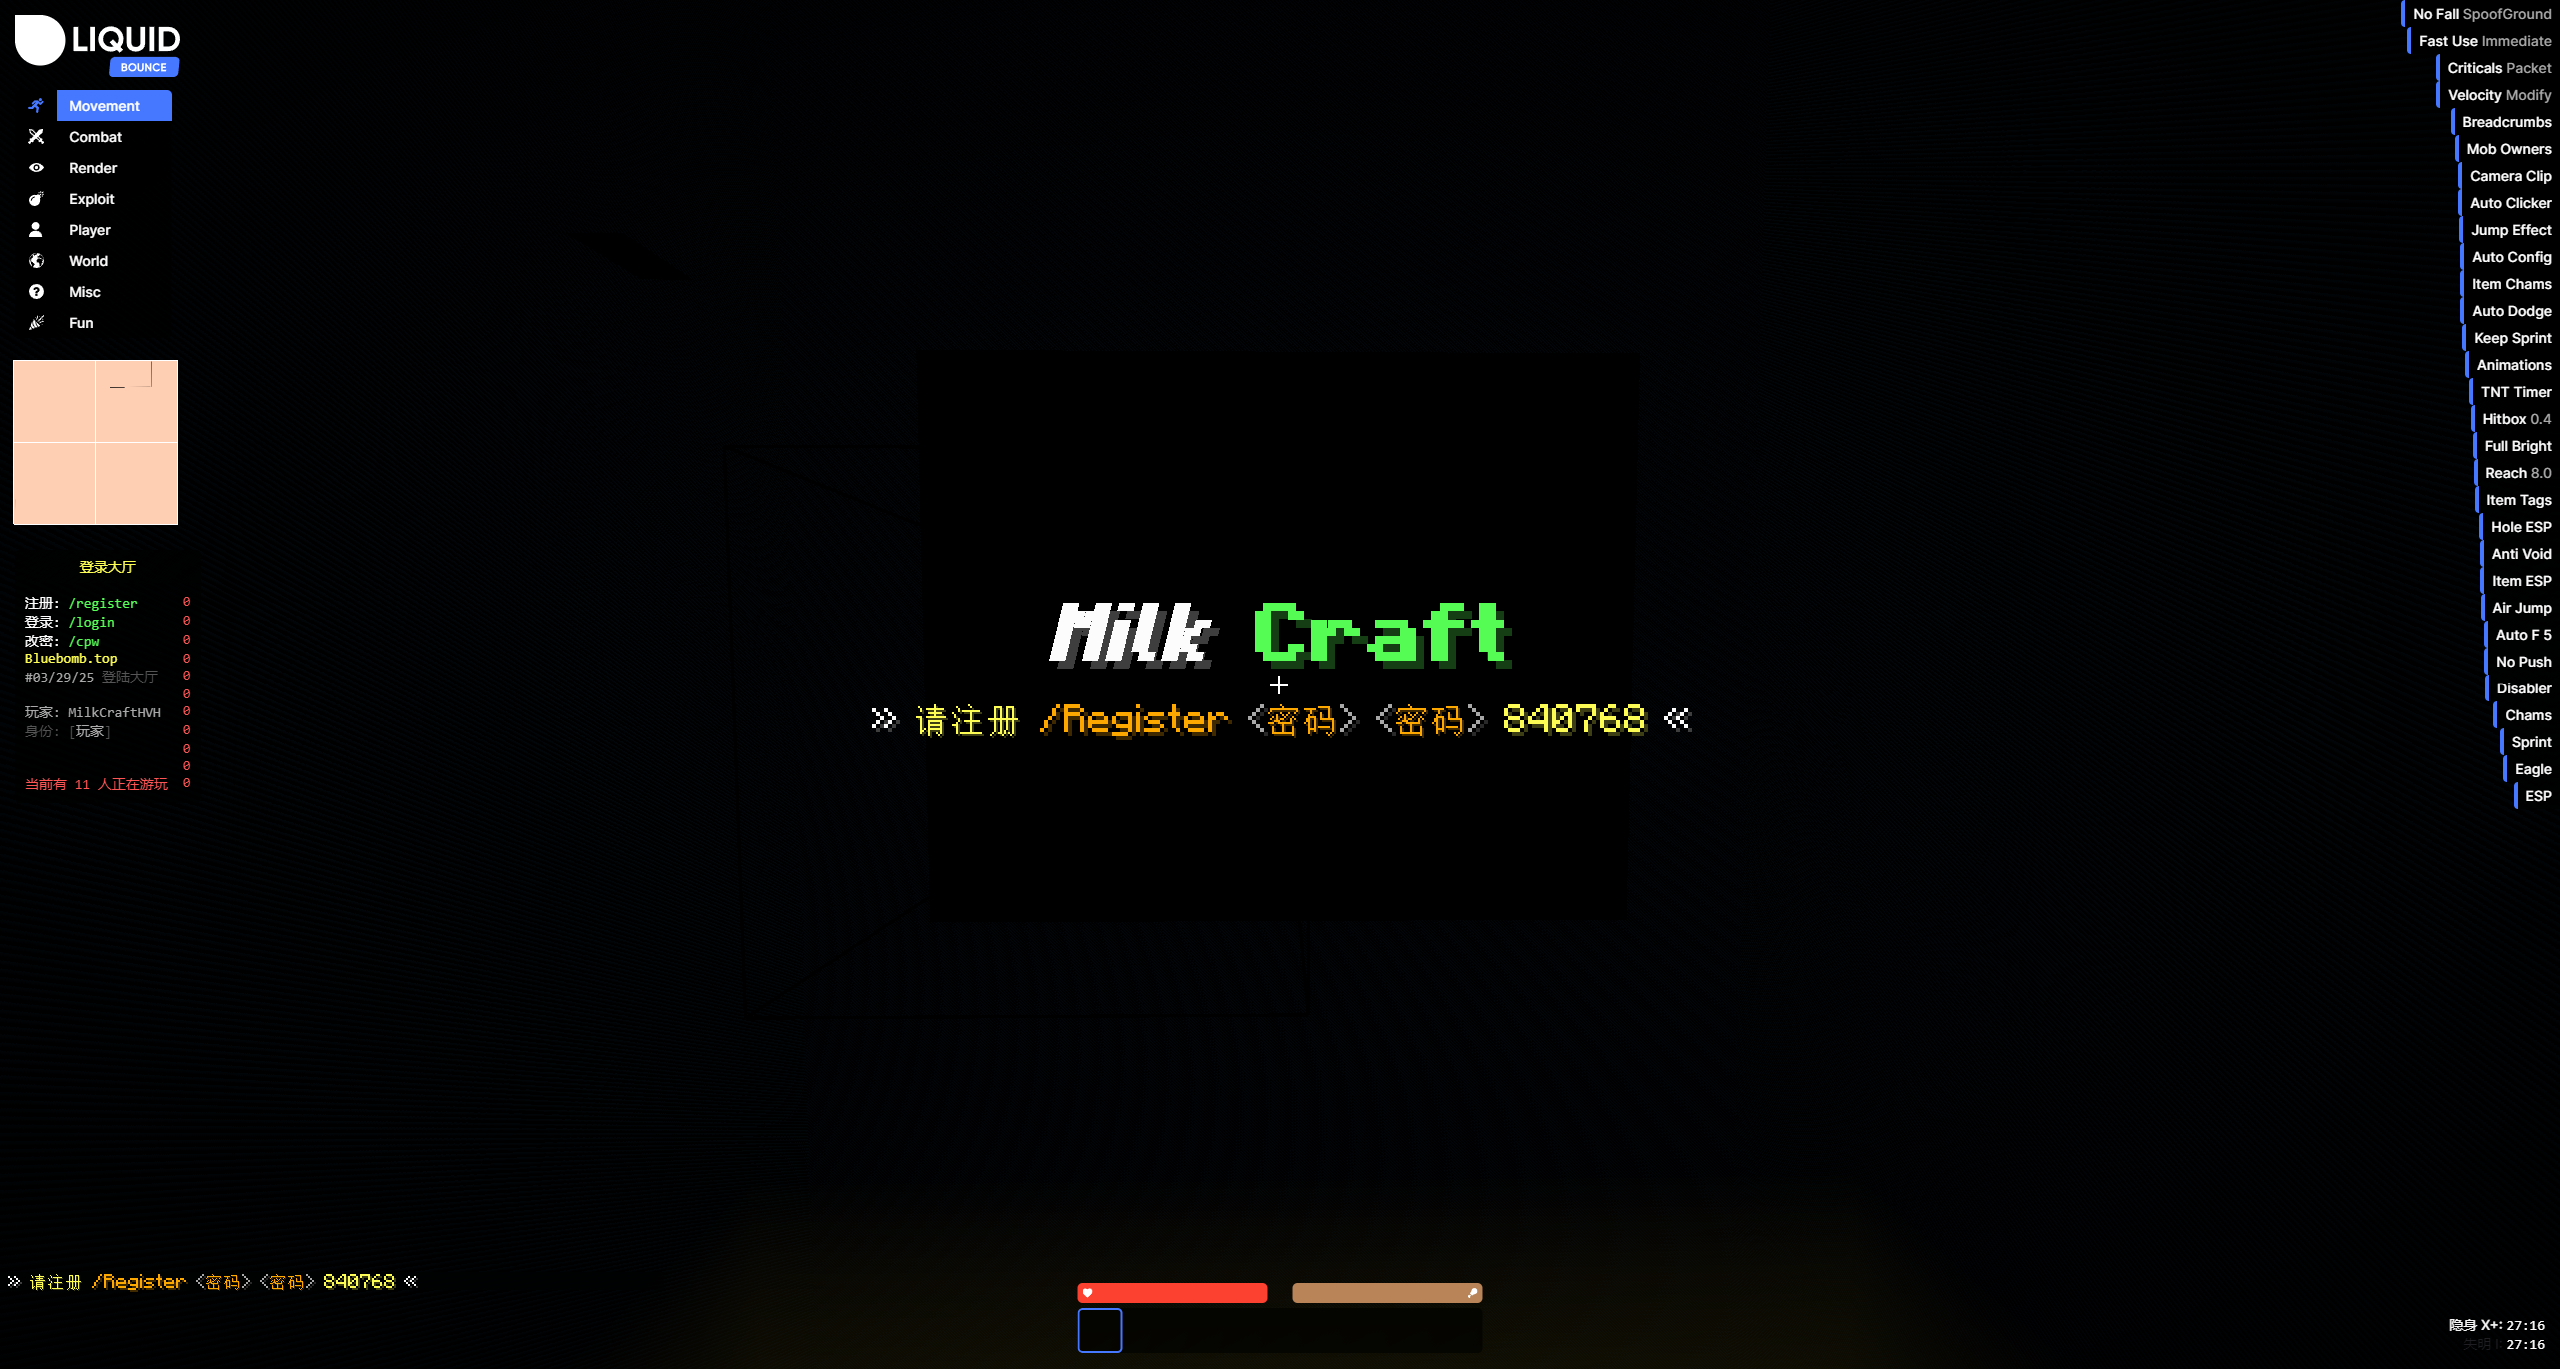 LIQUID
BOUNCE
Movement
Combat
Render
Exploit
Player
World
Misc
Fun
登录大厅
注册: /register 0
登录: /login 0
改密: /cpw 0
Bluebomb.top 0
#03/29/25 登陆大厅 0
0
玩家: MilkCraftHVH 0
身份: [玩家] 0
0
0
当前有 11 人正在游玩 0
Milk Craft
» 请注册 /Register <密码> <密码> 840768 «
» 请注册 /Register <密码> <密码> 840768 «
No Fall SpoofGround
Fast Use Immediate
Criticals Packet
Velocity Modify
Breadcrumbs
Mob Owners
Camera Clip
Auto Clicker
Jump Effect
Auto Config
Item Chams
Auto Dodge
Keep Sprint
Animations
TNT Timer
Hitbox 0.4
Full Bright
Reach 8.0
Item Tags
Hole ESP
Anti Void
Item ESP
Air Jump
Auto F 5
No Push
Disabler
Chams
Sprint
Eagle
ESP
隐身 X+: 27:16
失明 I: 27:16